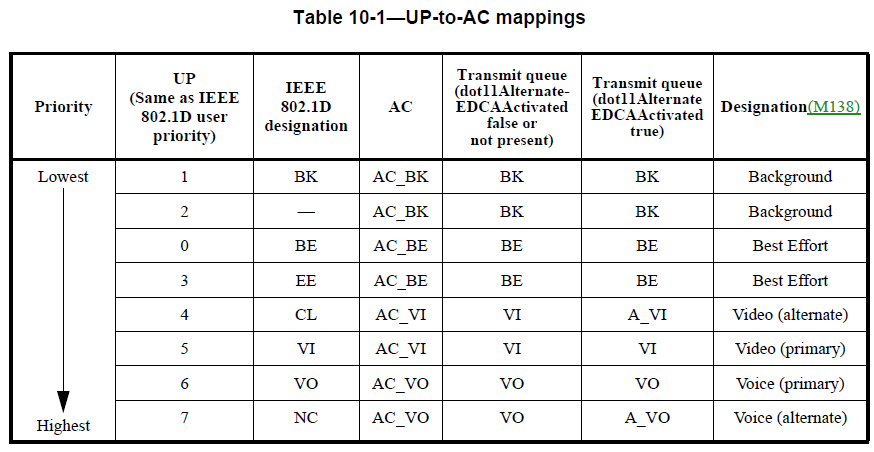 Table 10-1—UP-to-AC mappings
Priority
UP
(Same as IEEE
802.1D user
priority)
IEEE
802.1D
designation
AC
Transmit queue
(dot11Alternate-
EDCAActivated
false or
not present)
Transmit queue
(dot11Alternate
EDCAActivated
true)
Designation(M138)
Lowest 1 BK AC_BK BK BK Background
2 — AC_BK BK BK Background
0 BE AC_BE BE BE Best Effort
3 EE AC_BE BE BE Best Effort
4 CL AC_VI VI A_VI Video (alternate)
5 VI AC_VI VI VI Video (primary)
6 VO AC_VO VO VO Voice (primary)
Highest 7 NC AC_VO VO A_VO Voice (alternate)